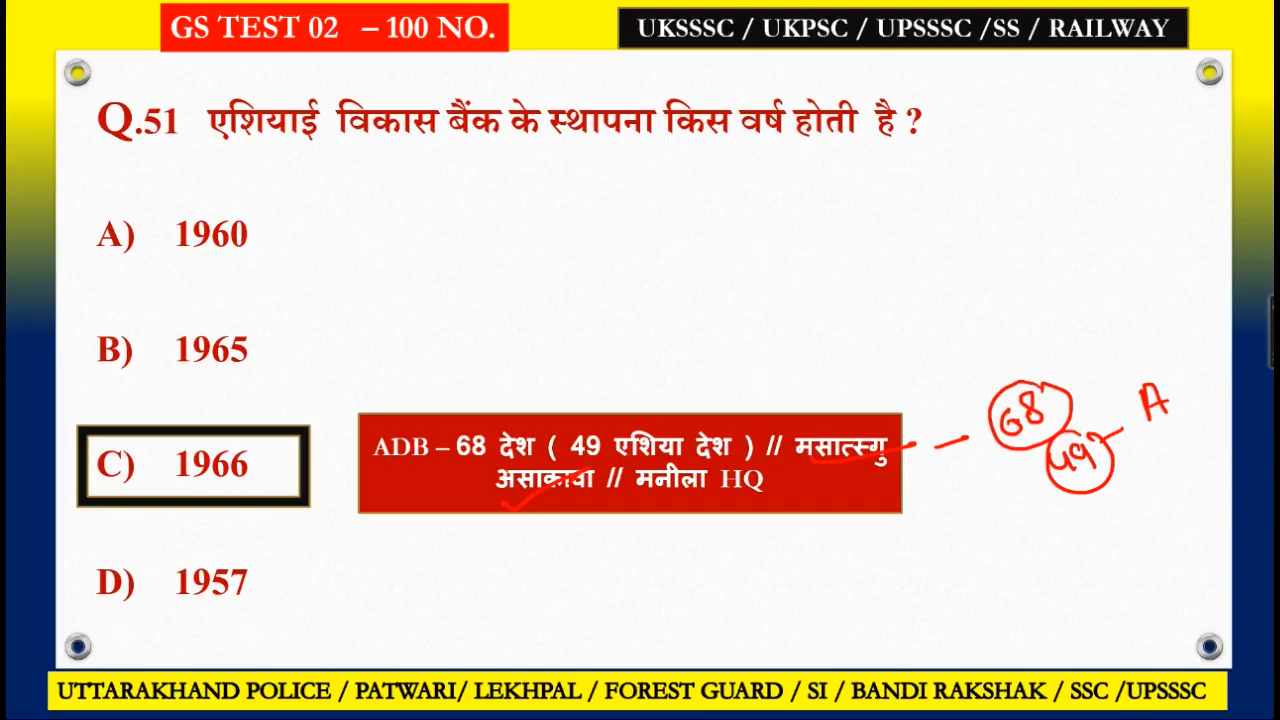 GS TEST 02 – 100 NO.
UKSSSC / UKPSC / UPSSSC /SS / RAILWAY
Q.51 एशियाई विकास बैंक के स्थापना किस वर्ष होती है ?
A) 1960
B) 1965
C) 1966
ADB – 68 देश ( 49 एशिया देश ) // मसात्स्गु
असाकावा // मनीला HQ
68
49
A
D) 1957
UTTARAKHAND POLICE / PATWARI/ LEKHPAL / FOREST GUARD / SI / BANDI RAKSHAK / SSC /UPSSSC